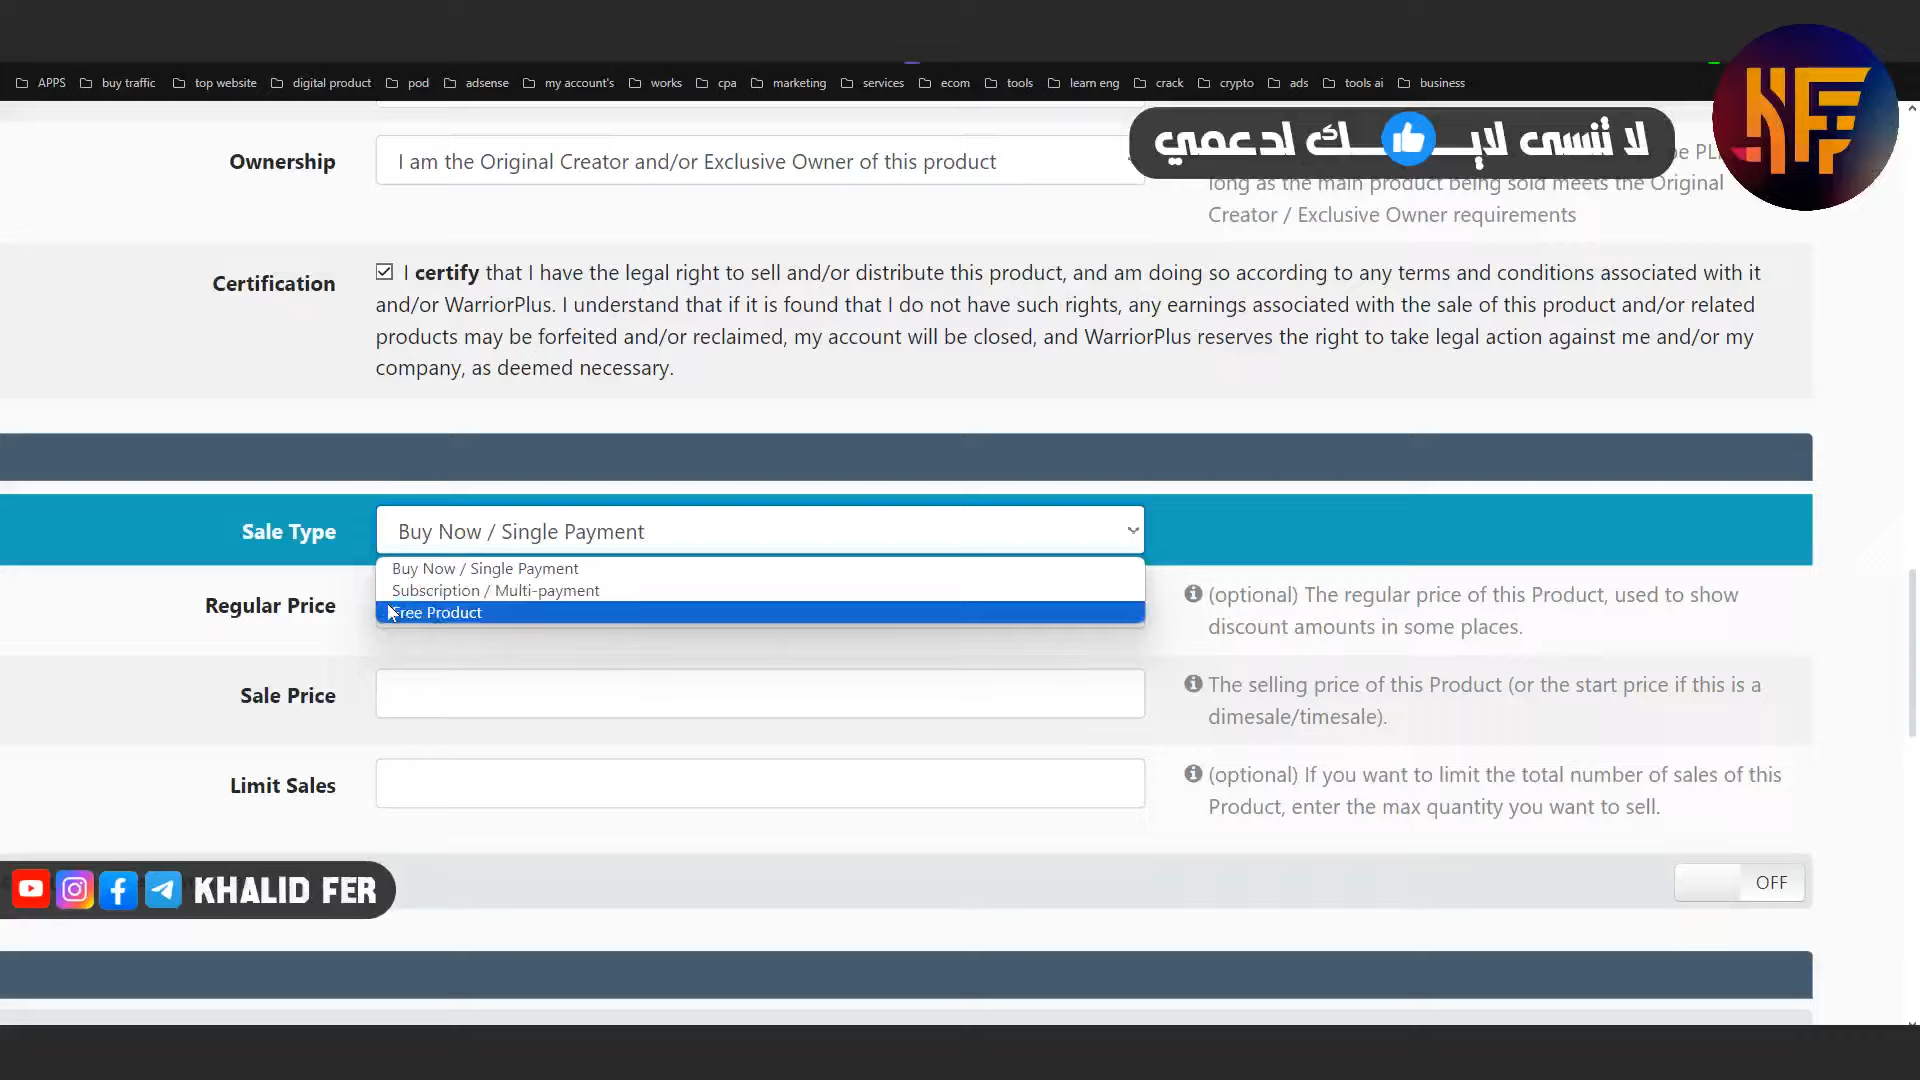 APPS buy traffic top website digital product pod adsense my account's works cpa marketing services ecom tools learn eng crack crypto ads tools ai business
لا تنسى لايـــك لدعمي
KF
Ownership
I am the Original Creator and/or Exclusive Owner of this product
long as the main product being sold meets the Original
Creator / Exclusive Owner requirements
Certification
I certify that I have the legal right to sell and/or distribute this product, and am doing so according to any terms and conditions associated with it
and/or WarriorPlus. I understand that if it is found that I do not have such rights, any earnings associated with the sale of this product and/or related
products may be forfeited and/or reclaimed, my account will be closed, and WarriorPlus reserves the right to take legal action against me and/or my
company, as deemed necessary.
Sale Type
Buy Now / Single Payment
Buy Now / Single Payment
Subscription / Multi-payment
Free Product
Regular Price
(optional) The regular price of this Product, used to show
discount amounts in some places.
Sale Price
The selling price of this Product (or the start price if this is a
dimesale/timesale).
Limit Sales
(optional) If you want to limit the total number of sales of this
Product, enter the max quantity you want to sell.
OFF
KHALID FER